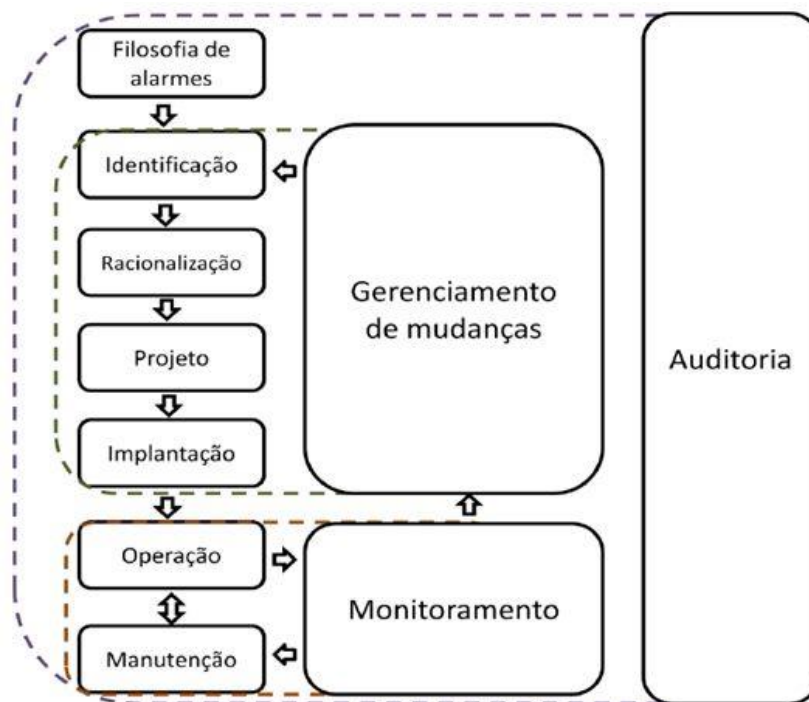 Filosofia de
alarmes
Identificação
Racionalização
Projeto
Implantação
Operação
Manutenção
Gerenciamento
de mudanças
Monitoramento
Auditoria